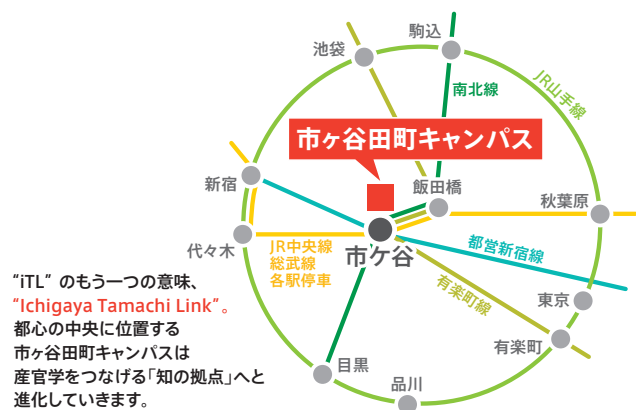 駒込
池袋
JR山手線
南北線
市ヶ谷田町キャンパス
飯田橋
新宿
秋葉原
代々木
市ケ谷
JR中央線
総武線
各駅停車
都営新宿線
有楽町線
東京
有楽町
目黒
品川
“iTL” のもう一つの意味、
“Ichigaya Tamachi Link”。
都心の中央に位置する
市ヶ谷田町キャンパスは
産官学をつなげる「知の拠点」へと
進化していきます。